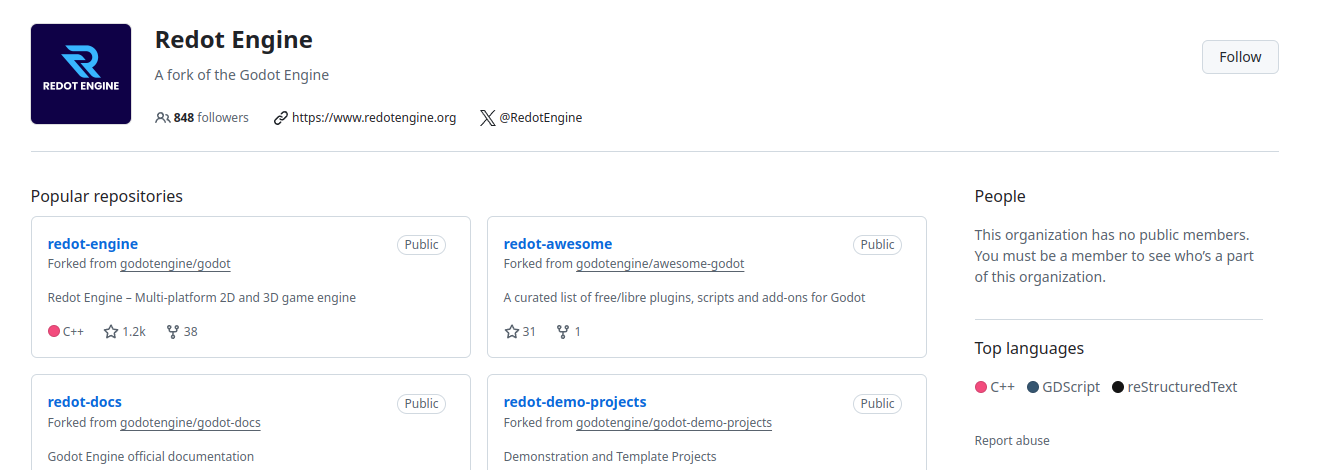 REDOT ENGINE
Redot Engine
A fork of the Godot Engine
848 followers
https://www.redotengine.org
@RedotEngine
Follow
Popular repositories
redot-engine
Public
Forked from godotengine/godot
Redot Engine – Multi-platform 2D and 3D game engine
C++ 1.2k 38
redot-awesome
Public
Forked from godotengine/awesome-godot
A curated list of free/libre plugins, scripts and add-ons for Godot
31 1
redot-docs
Public
Forked from godotengine/godot-docs
Godot Engine official documentation
redot-demo-projects
Public
Forked from godotengine/godot-demo-projects
Demonstration and Template Projects
People
This organization has no public members.
You must be a member to see who’s a part
of this organization.
Top languages
C++ GDScript reStructuredText
Report abuse